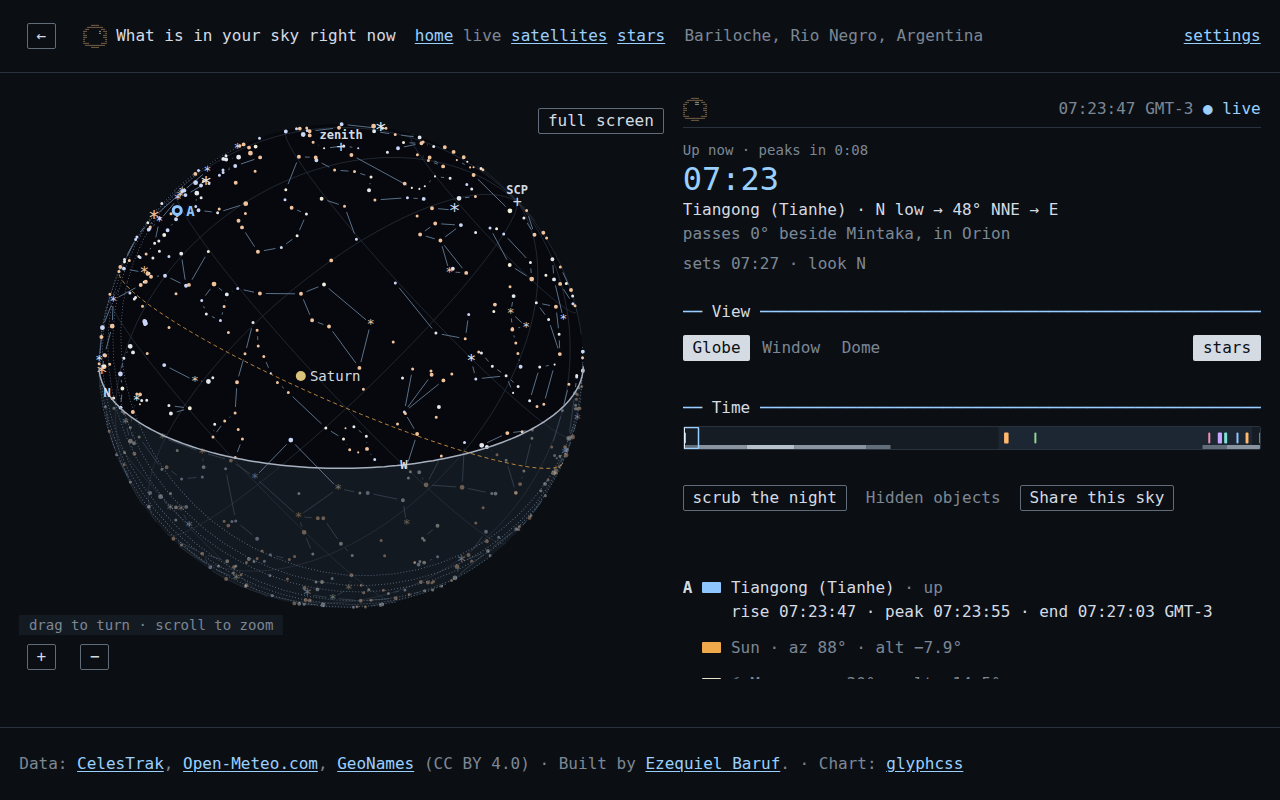 ← What is in your sky right now home live satellites stars Bariloche, Rio Negro, Argentina settings
full screen
07:23:47 GMT-3 ● live
zenith
SCP
A
Saturn
N
W
drag to turn · scroll to zoom
+ −
Up now · peaks in 0:08
07:23
Tiangong (Tianhe) · N low → 48° NNE → E
passes 0° beside Mintaka, in Orion
sets 07:27 · look N
View
Globe Window Dome stars
Time
scrub the night Hidden objects Share this sky
A Tiangong (Tianhe) · up
rise 07:23:47 · peak 07:23:55 · end 07:27:03 GMT-3
Sun · az 88° · alt −7.9°
Data: CelesTrak, Open-Meteo.com, GeoNames (CC BY 4.0) · Built by Ezequiel Baruf. · Chart: glyphcss